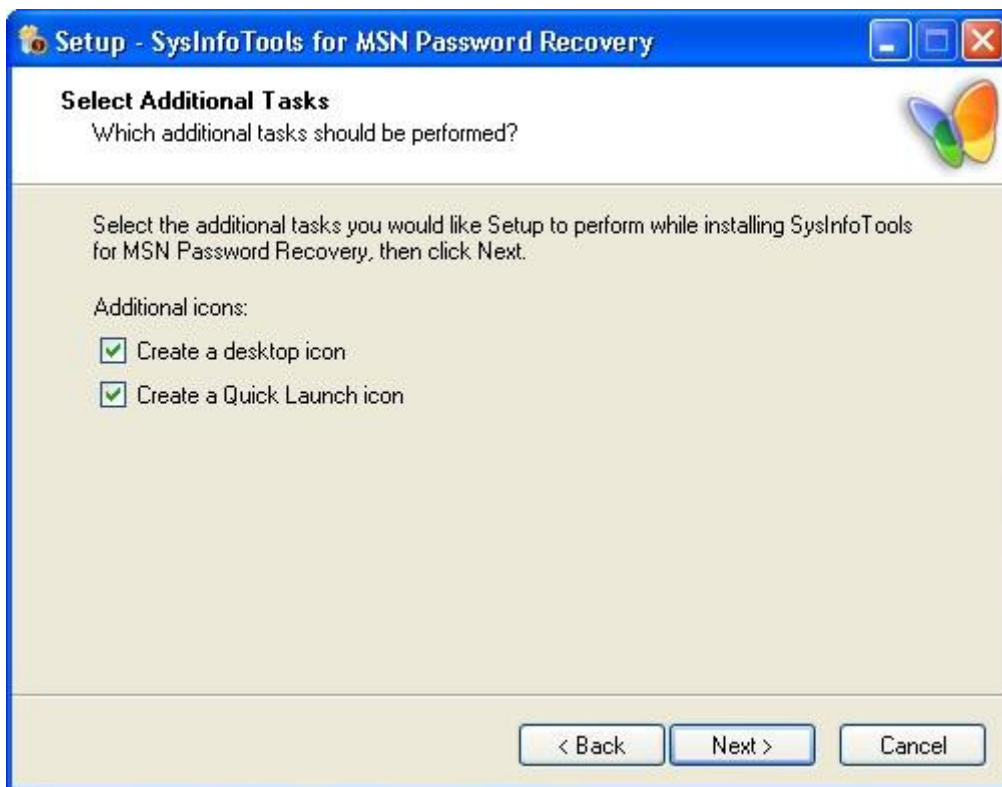 Setup - SysInfoTools for MSN Password Recovery
Select Additional Tasks
Which additional tasks should be performed?
Select the additional tasks you would like Setup to perform while installing SysInfoTools
for MSN Password Recovery, then click Next.
Additional icons:
Create a desktop icon
Create a Quick Launch icon
< Back
Next >
Cancel